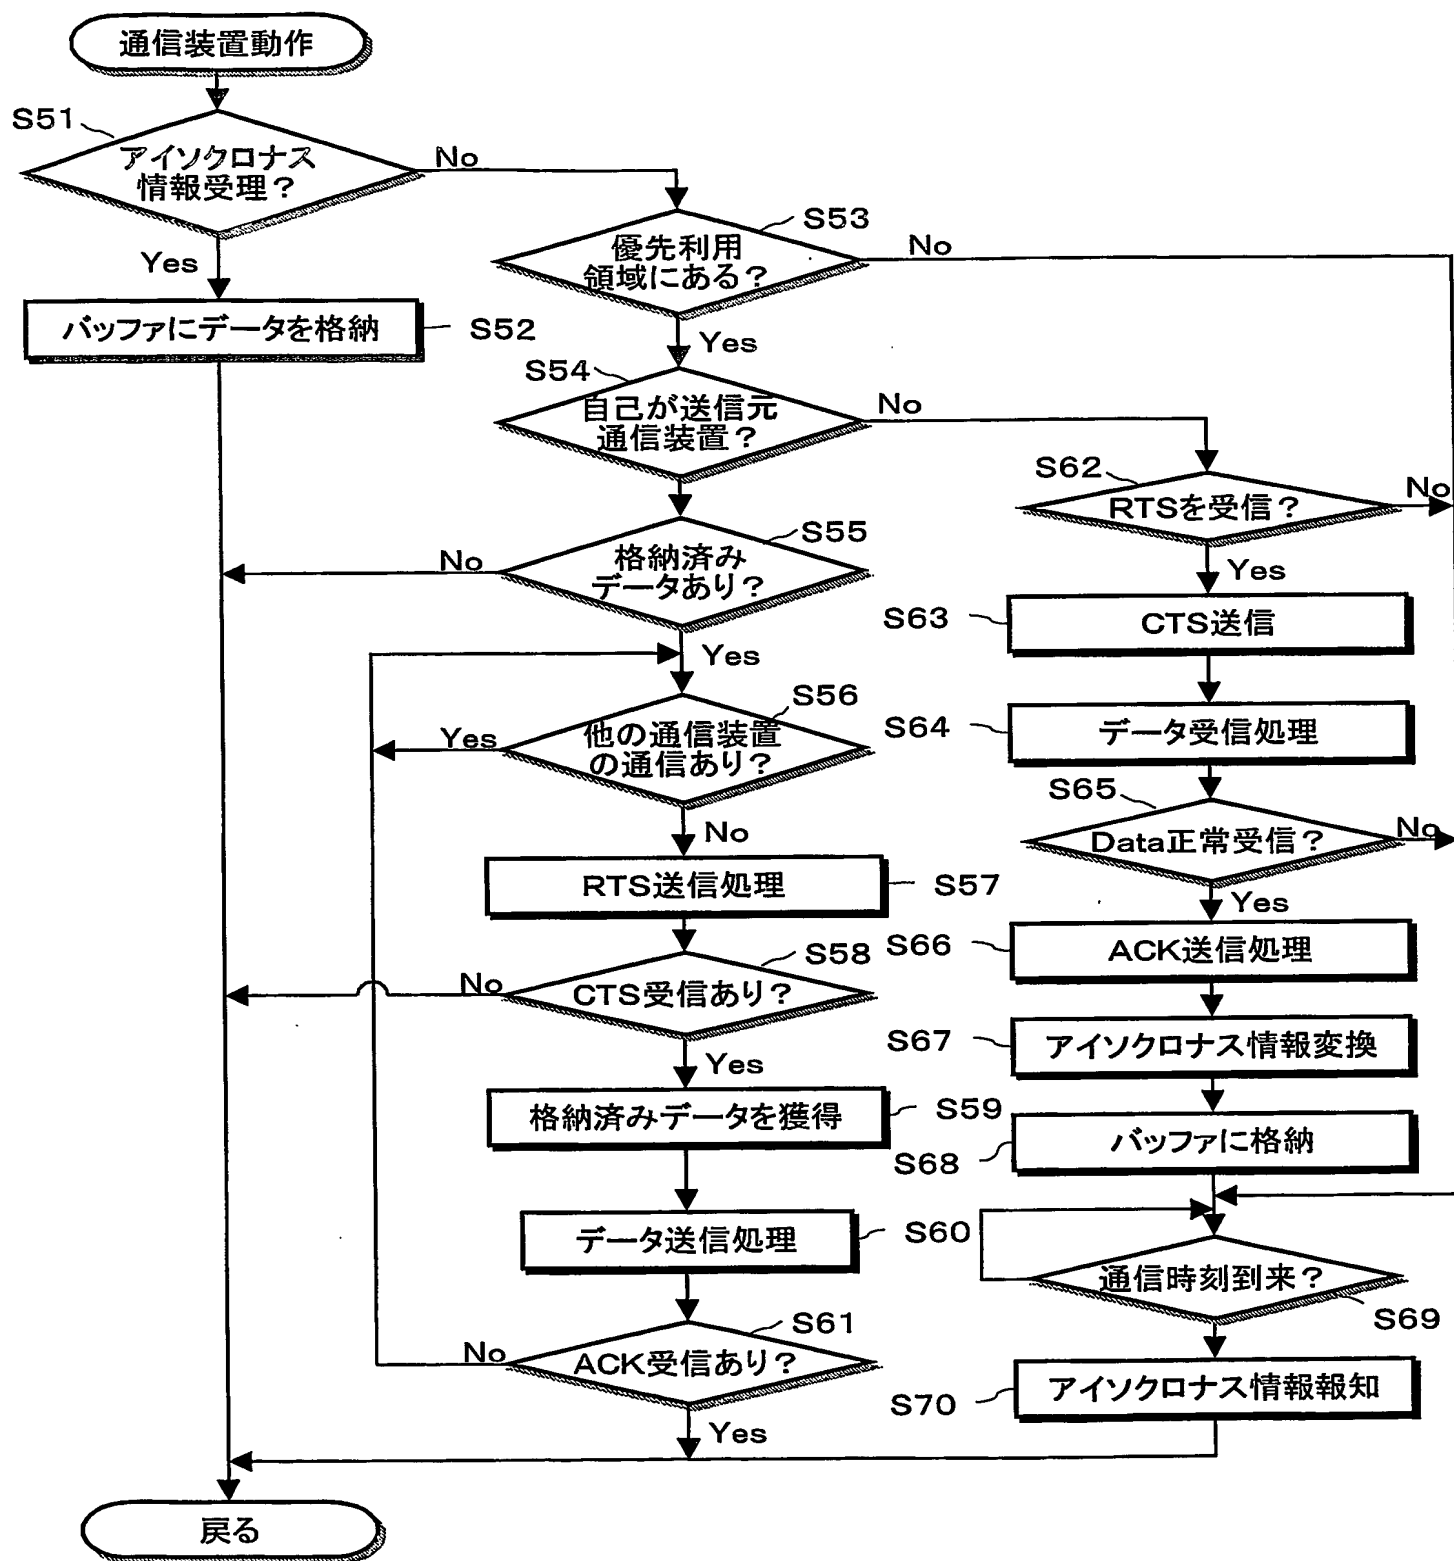 通信装置動作
S51
アイソクロナス
情報受理?
No
Yes
バッファにデータを格納
S52
S53
優先利用
領域にある?
No
Yes
S54
自己が送信元
通信装置?
No
S55
格納済み
データあり?
No
Yes
S56
他の通信装置
の通信あり?
Yes
No
RTS送信処理
S57
S58
CTS受信あり?
No
Yes
格納済みデータを獲得
S59
データ送信処理
S60
S61
ACK受信あり?
No
Yes
S62
RTSを受信?
No
Yes
S63
CTS送信
S64
データ受信処理
S65
Data正常受信?
No
Yes
S66
ACK送信処理
S67
アイソクロナス情報変換
S68
バッファに格納
通信時刻到来?
S69
S70
アイソクロナス情報報知
戻る